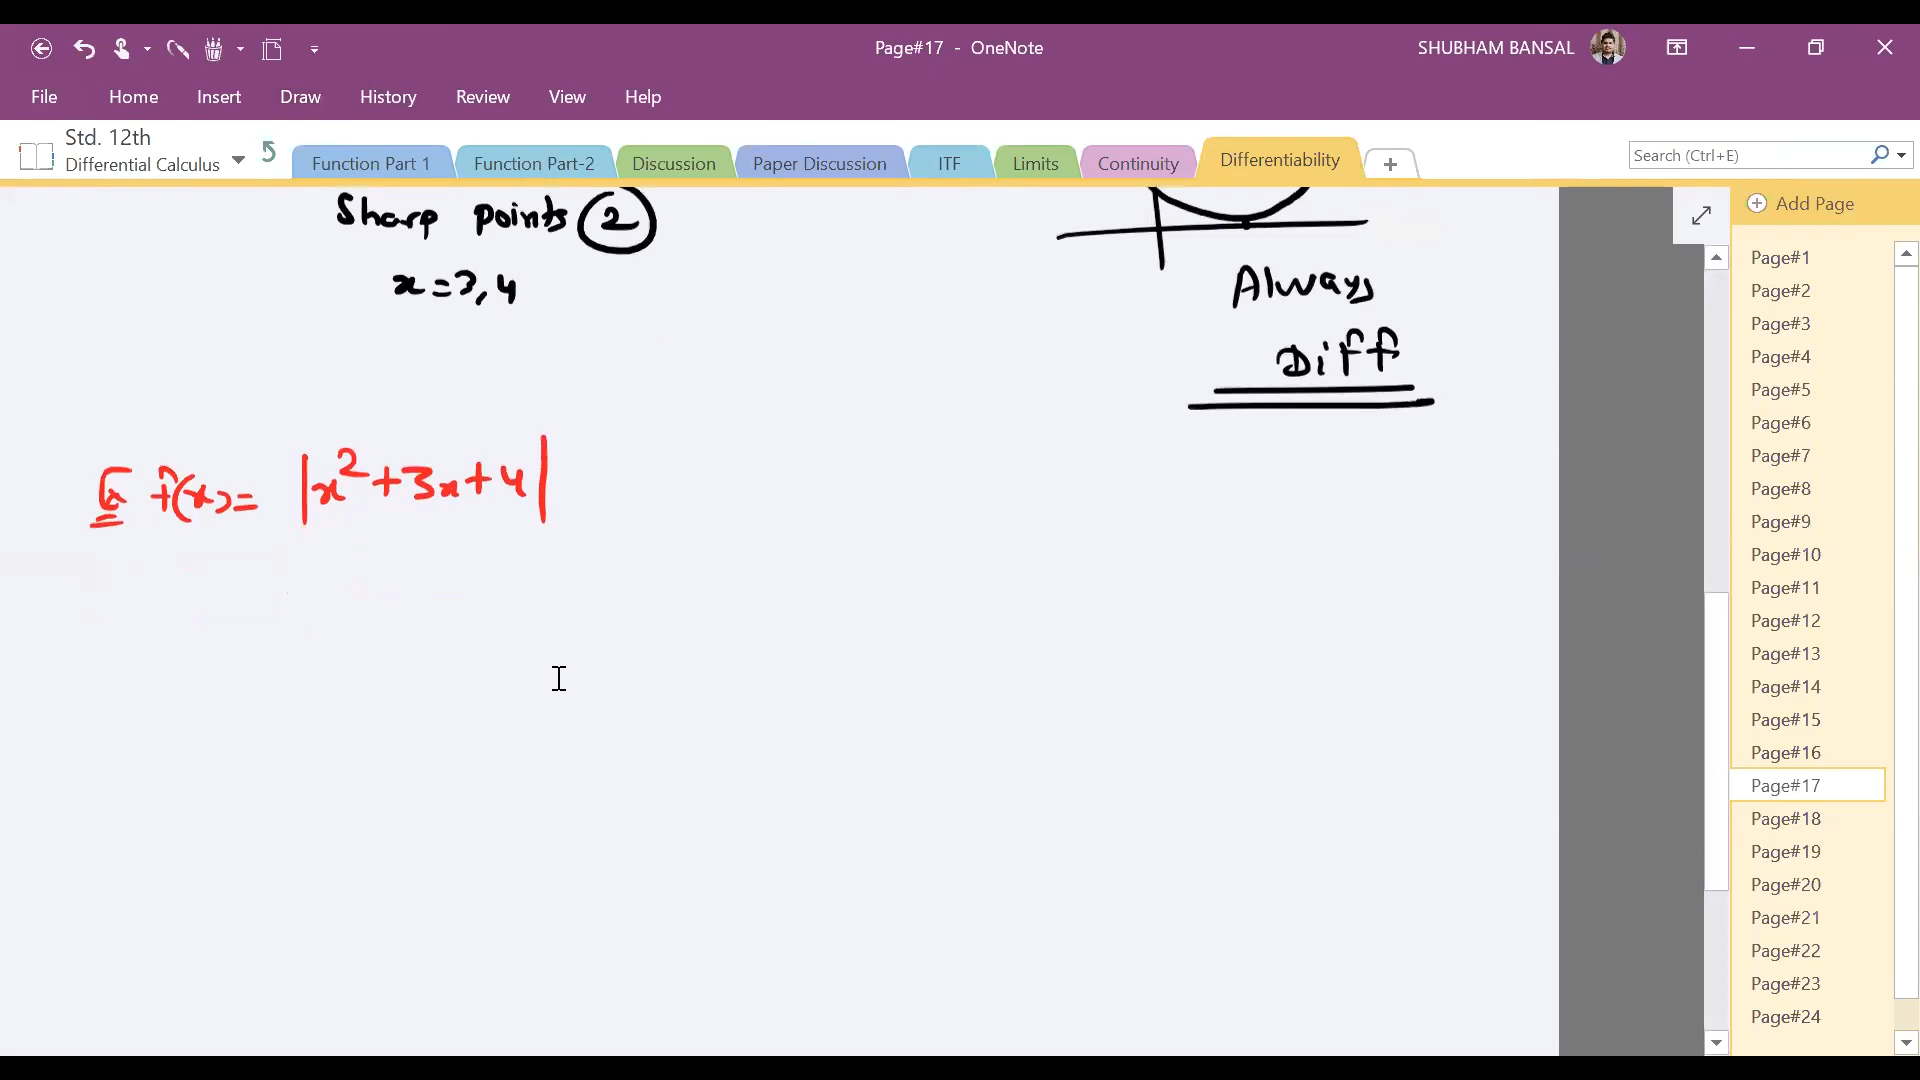 Page#17 - OneNote
SHUBHAM BANSAL
File Home Insert Draw History Review View Help
Std. 12th
Differential Calculus
Function Part 1
Function Part-2
Discussion
Paper Discussion
ITF
Limits
Continuity
Differentiability
Search (Ctrl+E)
Add Page
Sharp points 2
x = 3, 4
Always
Diff
Ex f(x) = |x² + 3x + 4|
Page#1
Page#2
Page#3
Page#4
Page#5
Page#6
Page#7
Page#8
Page#9
Page#10
Page#11
Page#12
Page#13
Page#14
Page#15
Page#16
Page#17
Page#18
Page#19
Page#20
Page#21
Page#22
Page#23
Page#24